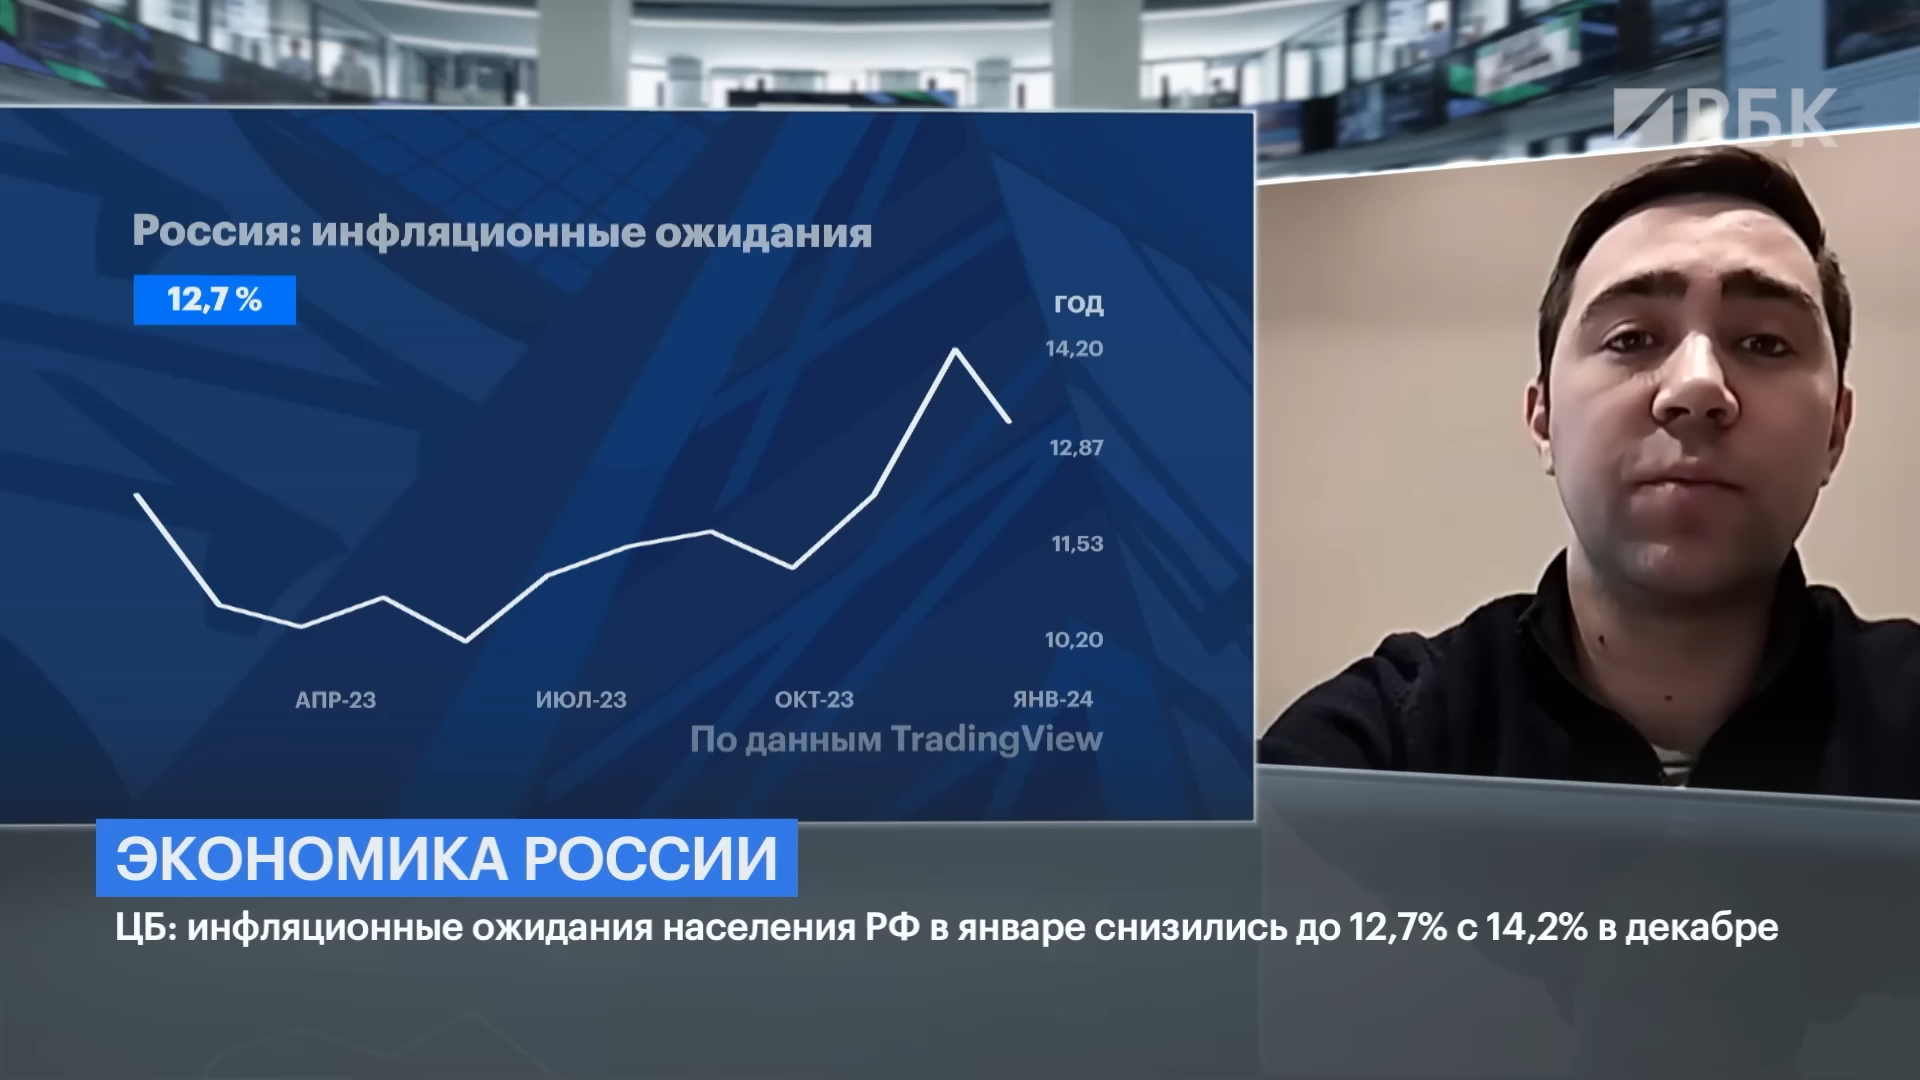 РБК
Россия: инфляционные ожидания
12,7 %
ГОД
14,20
12,87
11,53
10,20
АПР-23 ИЮЛ-23 ОКТ-23 ЯНВ-24
По данным TradingView
ЭКОНОМИКА РОССИИ
ЦБ: инфляционные ожидания населения РФ в январе снизились до 12,7% с 14,2% в декабре